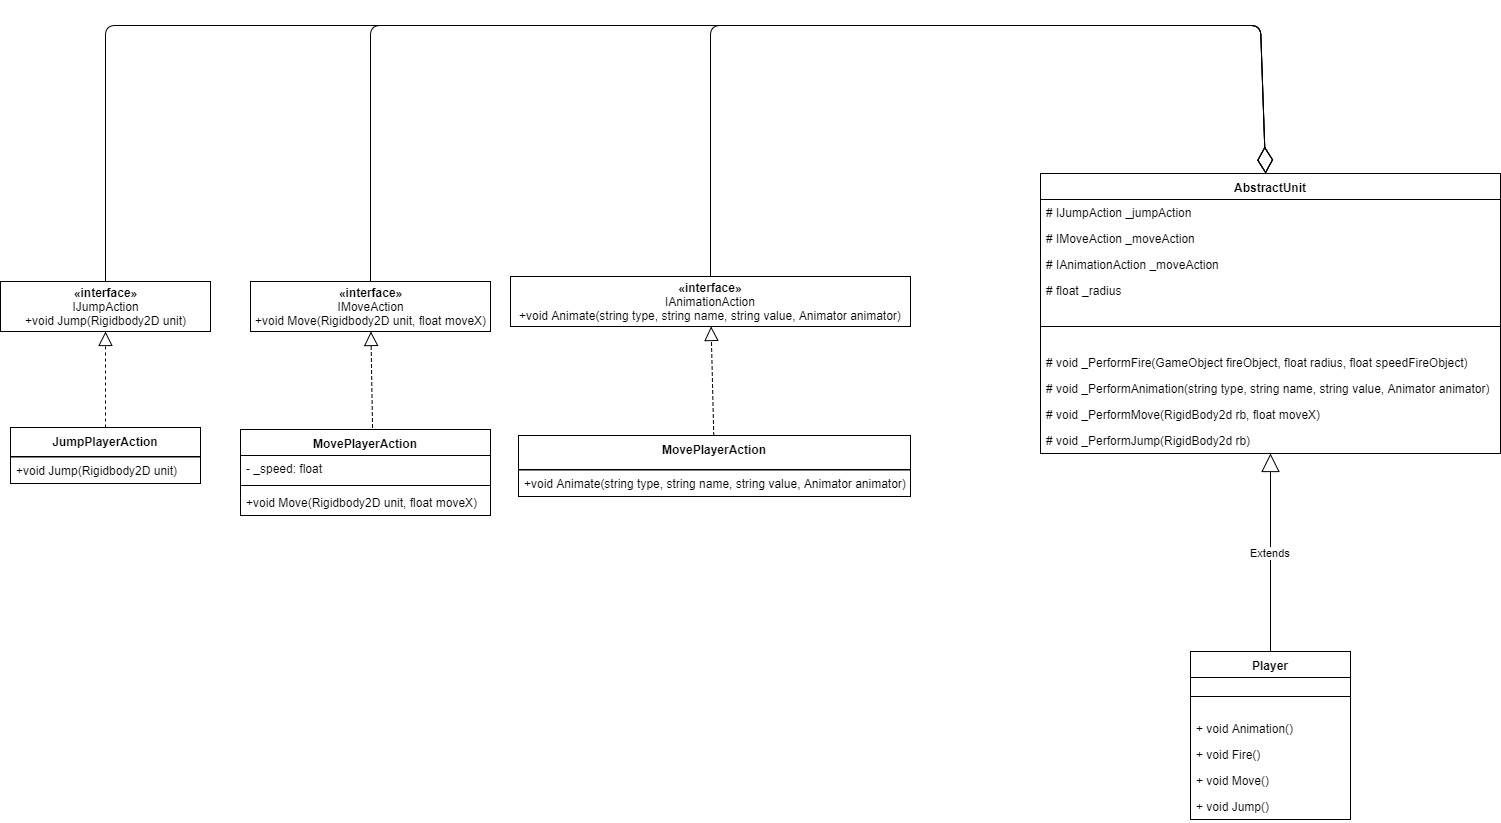 «interface»
IJumpAction
+void Jump(Rigidbody2D unit)
«interface»
IMoveAction
+void Move(Rigidbody2D unit, float moveX)
«interface»
IAnimationAction
+void Animate(string type, string name, string value, Animator animator)
AbstractUnit
# IJumpAction _jumpAction
# IMoveAction _moveAction
# IAnimationAction _moveAction
# float _radius
# void _PerformFire(GameObject fireObject, float radius, float speedFireObject)
# void _PerformAnimation(string type, string name, string value, Animator animator)
# void _PerformMove(RigidBody2d rb, float moveX)
# void _PerformJump(RigidBody2d rb)
JumpPlayerAction
+void Jump(Rigidbody2D unit)
MovePlayerAction
- _speed: float
+void Move(Rigidbody2D unit, float moveX)
MovePlayerAction
+void Animate(string type, string name, string value, Animator animator)
Extends
Player
+ void Animation()
+ void Fire()
+ void Move()
+ void Jump()